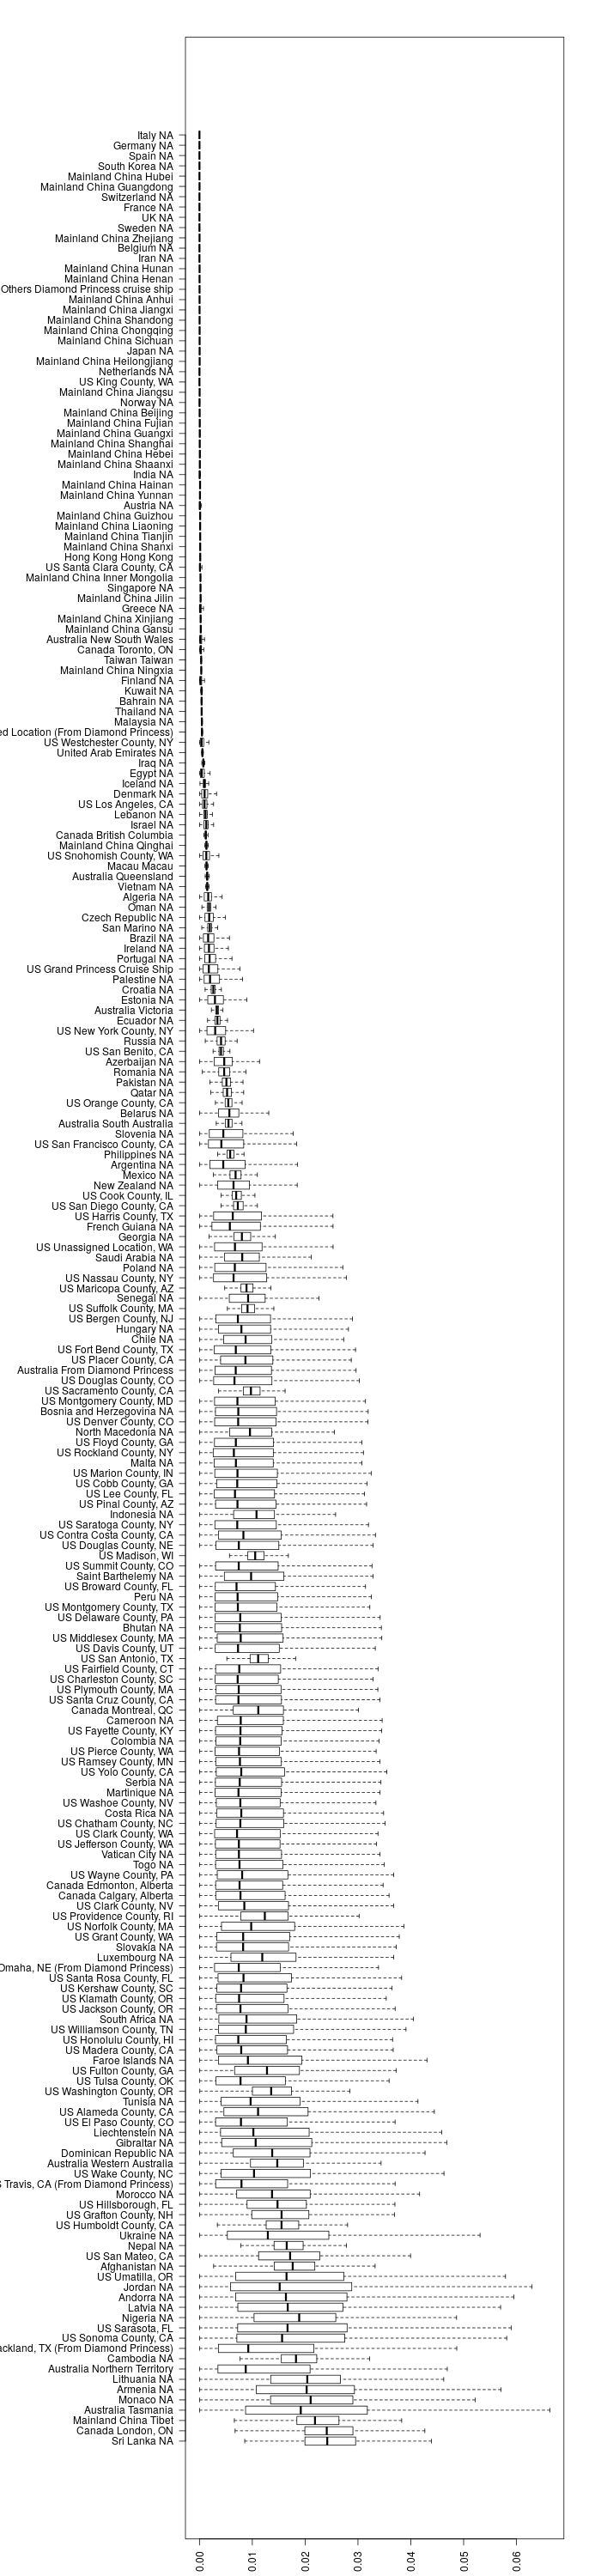 Italy NA
Germany NA
Spain NA
South Korea NA
Mainland China Hubei
Mainland China Guangdong
Switzerland NA
France NA
UK NA
Sweden NA
Mainland China Zhejiang
Belgium NA
Iran NA
Mainland China Hunan
Mainland China Henan
Others Diamond Princess cruise ship
Mainland China Anhui
Mainland China Jiangxi
Mainland China Shandong
Mainland China Chongqing
Mainland China Sichuan
Japan NA
Mainland China Heilongjiang
Netherlands NA
US King County, WA
Mainland China Jiangsu
Norway NA
Mainland China Beijing
Mainland China Fujian
Mainland China Guangxi
Mainland China Shanghai
Mainland China Hebei
Mainland China Shaanxi
India NA
Mainland China Hainan
Mainland China Yunnan
Austria NA
Mainland China Guizhou
Mainland China Liaoning
Mainland China Tianjin
Mainland China Shanxi
Hong Kong Hong Kong
US Santa Clara County, CA
Mainland China Inner Mongolia
Singapore NA
Mainland China Jilin
Greece NA
Mainland China Xinjiang
Mainland China Gansu
Australia New South Wales
Canada Toronto, ON
Taiwan Taiwan
Mainland China Ningxia
Finland NA
Kuwait NA
Bahrain NA
Thailand NA
Malaysia NA
ed Location (From Diamond Princess)
US Westchester County, NY
United Arab Emirates NA
Iraq NA
Egypt NA
Iceland NA
Denmark NA
US Los Angeles, CA
Lebanon NA
Israel NA
Canada British Columbia
Mainland China Qinghai
US Snohomish County, WA
Macau Macau
Australia Queensland
Vietnam NA
Algeria NA
Oman NA
Czech Republic NA
San Marino NA
Brazil NA
Ireland NA
Portugal NA
US Grand Princess Cruise Ship
Palestine NA
Croatia NA
Estonia NA
Australia Victoria
Ecuador NA
US New York County, NY
Russia NA
US San Benito, CA
Azerbaijan NA
Romania NA
Pakistan NA
Qatar NA
US Orange County, CA
Belarus NA
Australia South Australia
Slovenia NA
US San Francisco County, CA
Philippines NA
Argentina NA
Mexico NA
New Zealand NA
US Cook County, IL
US San Diego County, CA
US Harris County, TX
French Guiana NA
Georgia NA
US Unassigned Location, WA
Saudi Arabia NA
Poland NA
US Nassau County, NY
US Maricopa County, AZ
Senegal NA
US Suffolk County, MA
US Bergen County, NJ
Hungary NA
Chile NA
US Fort Bend County, TX
US Placer County, CA
Australia From Diamond Princess
US Douglas County, CO
US Sacramento County, CA
US Montgomery County, MD
Bosnia and Herzegovina NA
US Denver County, CO
North Macedonia NA
US Floyd County, GA
US Rockland County, NY
Malta NA
US Marion County, IN
US Cobb County, GA
US Lee County, FL
US Pinal County, AZ
Indonesia NA
US Saratoga County, NY
US Contra Costa County, CA
US Douglas County, NE
US Madison, WI
US Summit County, CO
Saint Barthelemy NA
US Broward County, FL
Peru NA
US Montgomery County, TX
US Delaware County, PA
Bhutan NA
US Middlesex County, MA
US Davis County, UT
US San Antonio, TX
US Fairfield County, CT
US Charleston County, SC
US Plymouth County, MA
US Santa Cruz County, CA
Canada Montreal, QC
Cameroon NA
US Fayette County, KY
Colombia NA
US Pierce County, WA
US Ramsey County, MN
US Yolo County, CA
Serbia NA
Martinique NA
US Washoe County, NV
Costa Rica NA
US Chatham County, NC
US Clark County, WA
US Jefferson County, WA
Vatican City NA
Togo NA
US Wayne County, PA
Canada Edmonton, Alberta
Canada Calgary, Alberta
US Clark County, NV
US Providence County, RI
US Norfolk County, MA
US Grant County, WA
Slovakia NA
Luxembourg NA
Omaha, NE (From Diamond Princess)
US Santa Rosa County, FL
US Kershaw County, SC
US Klamath County, OR
US Jackson County, OR
South Africa NA
US Williamson County, TN
US Honolulu County, HI
US Madera County, CA
Faroe Islands NA
US Fulton County, GA
US Tulsa County, OK
US Washington County, OR
Tunisia NA
US Alameda County, CA
US El Paso County, CO
Liechtenstein NA
Gibraltar NA
Dominican Republic NA
Australia Western Australia
US Wake County, NC
S Travis, CA (From Diamond Princess)
Morocco NA
US Hillsborough, FL
US Grafton County, NH
US Humboldt County, CA
Ukraine NA
Nepal NA
US San Mateo, CA
Afghanistan NA
US Umatilla, OR
Jordan NA
Andorra NA
Latvia NA
Nigeria NA
US Sarasota, FL
US Sonoma County, CA
ackland, TX (From Diamond Princess)
Cambodia NA
Australia Northern Territory
Lithuania NA
Armenia NA
Monaco NA
Australia Tasmania
Mainland China Tibet
Canada London, ON
Sri Lanka NA
0.00
0.01
0.02
0.03
0.04
0.05
0.06